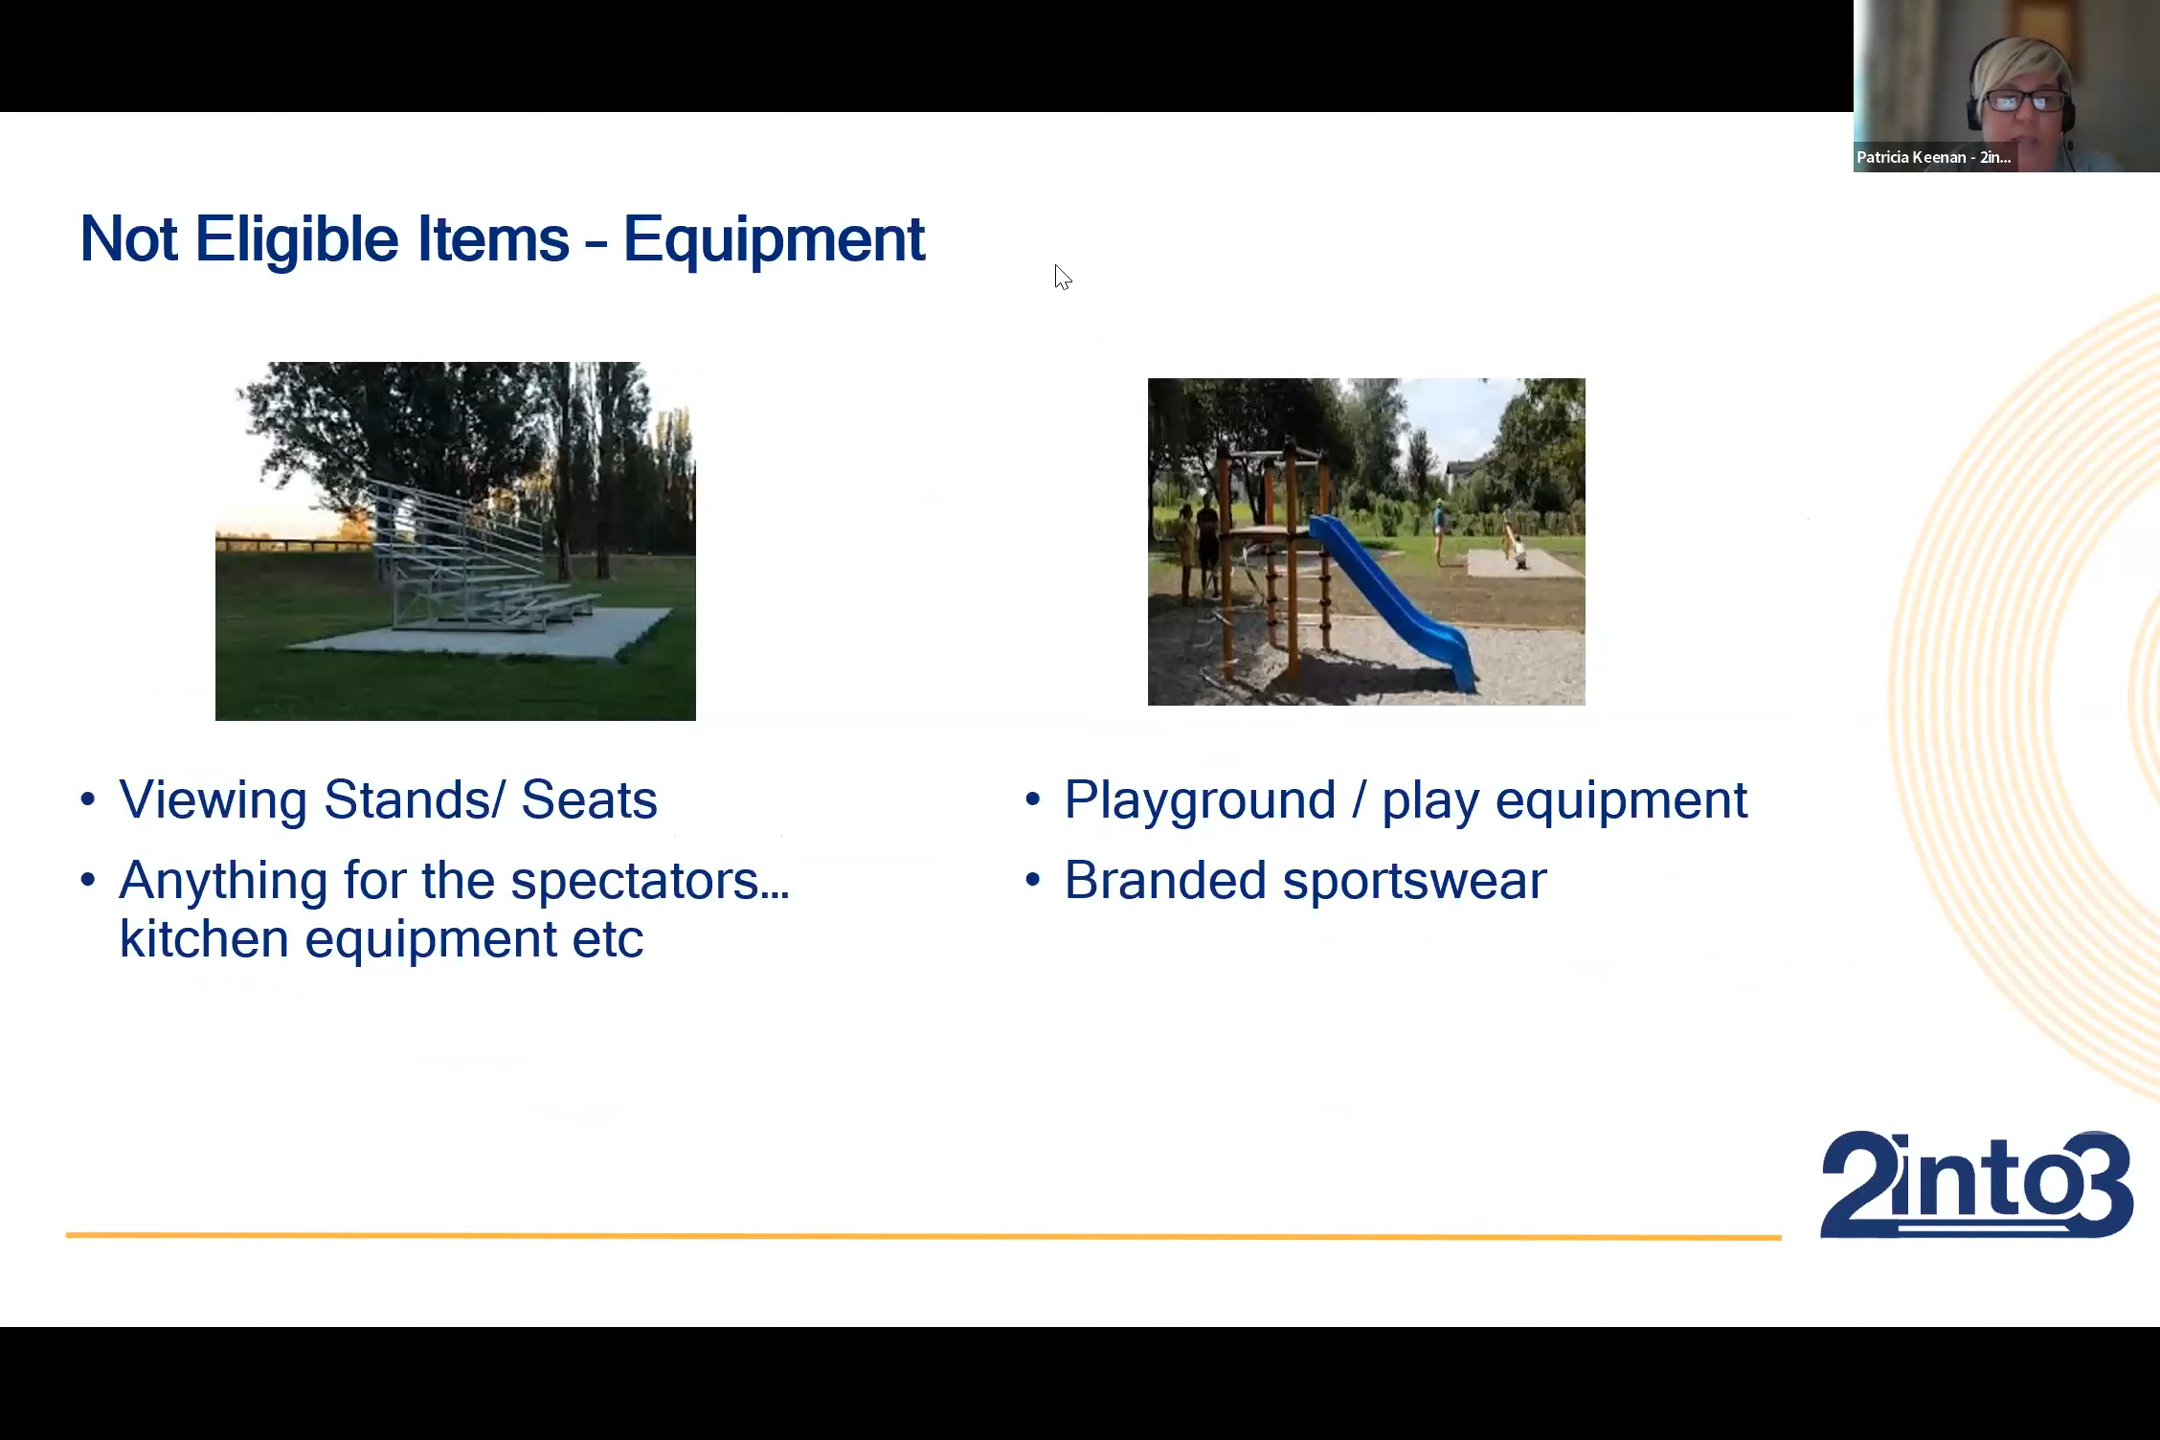 Patricia Keenan - 2in...
Not Eligible Items – Equipment
• Viewing Stands/ Seats
• Anything for the spectators...
kitchen equipment etc
• Playground / play equipment
• Branded sportswear
2into3